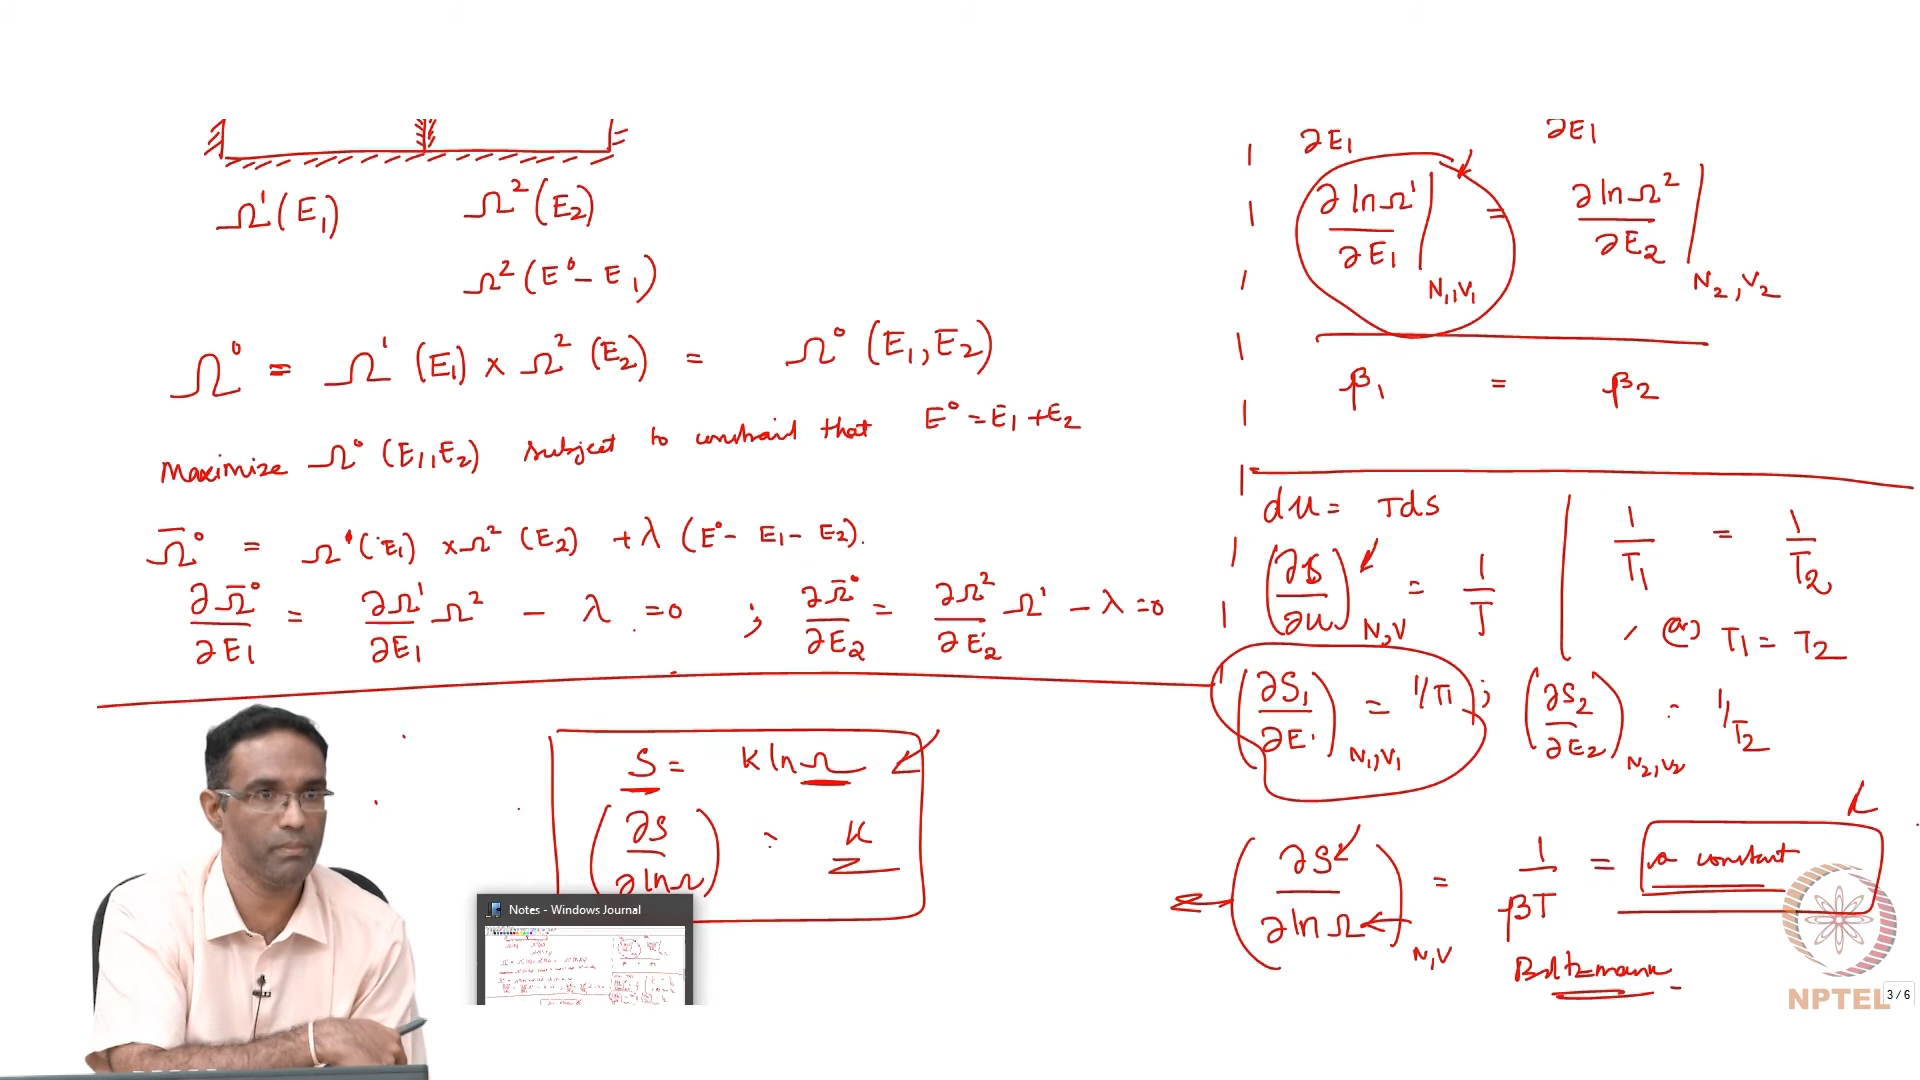 Ω¹(E₁) Ω²(E₂)
Ω²(E⁰ - E₁)
Ω⁰ = Ω¹ (E₁) × Ω² (E₂) = Ω⁰ (E₁, E₂)
Maximize Ω⁰ (E₁, E₂) subject to constraint that E⁰ = E₁ + E₂
Ω̄⁰ = Ω¹ (E₁) × Ω² (E₂) + λ (E⁰ - E₁ - E₂).
∂Ω̄⁰/∂E₁ = ∂Ω¹/∂E₁ Ω² - λ = 0 ; ∂Ω̄⁰/∂E₂ = ∂Ω²/∂E₂ Ω¹ - λ = 0
S = k ln Ω
(∂S/∂ln Ω) = k
Notes - Windows Journal
∂E₁ ∂E₁
∂ln Ω¹/∂E₁ |N₁,V₁ = ∂ln Ω²/∂E₂ |N₂,V₂
β₁ = β₂
du = Tds
(∂S/∂u)N,V = 1/T
1/T₁ = 1/T₂
(or) T₁ = T₂
(∂S₁/∂E₁)N₁,V₁ = 1/T₁ ; (∂S₂/∂E₂)N₂,V₂ = 1/T₂
(∂S/∂ln Ω)N,V = 1/βT = a constant
Boltzmann
NPTEL
3 / 6